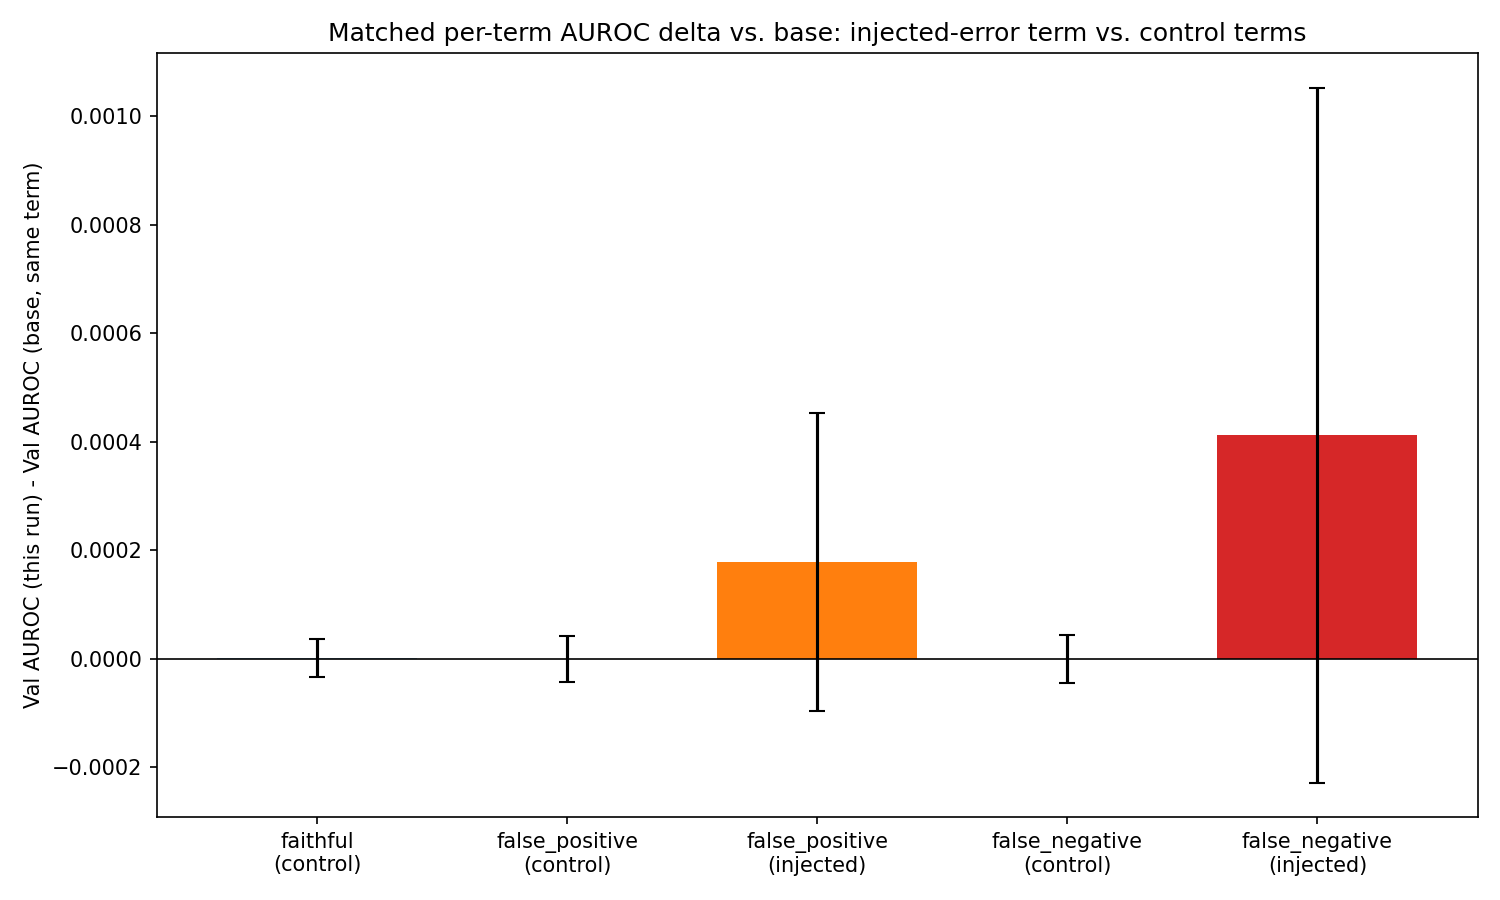 Matched per-term AUROC delta vs. base: injected-error term vs. control terms
Val AUROC (this run) - Val AUROC (base, same term)
0.0010
0.0008
0.0006
0.0004
0.0002
0.0000
−0.0002
faithful
(control)
false_positive
(control)
false_positive
(injected)
false_negative
(control)
false_negative
(injected)